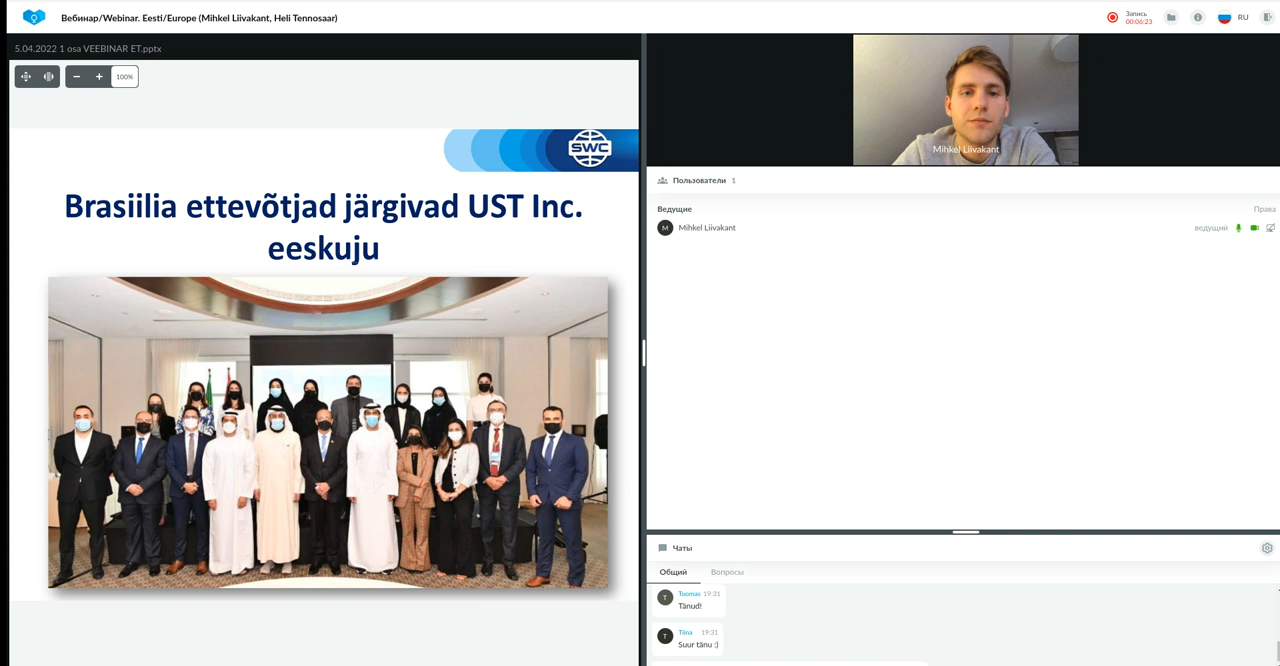 Вебинар/Webinar. Eesti/Europe (Mihkel Liivakant, Heli Tennosaar)
Запись
00:06:23
RU
5.04.2022 1 osa VEEBINAR ET.pptx
100%
SWC
Brasiilia ettevõtjad järgivad UST Inc.
eeskuju
Mihkel Liivakant
Пользователи 1
Ведущие
Права
M
Mihkel Liivakant
ведущий
Чаты
Общий
Вопросы
T
Toomas 19:31
Tänud!
T
Tiina 19:31
Suur tänu :)